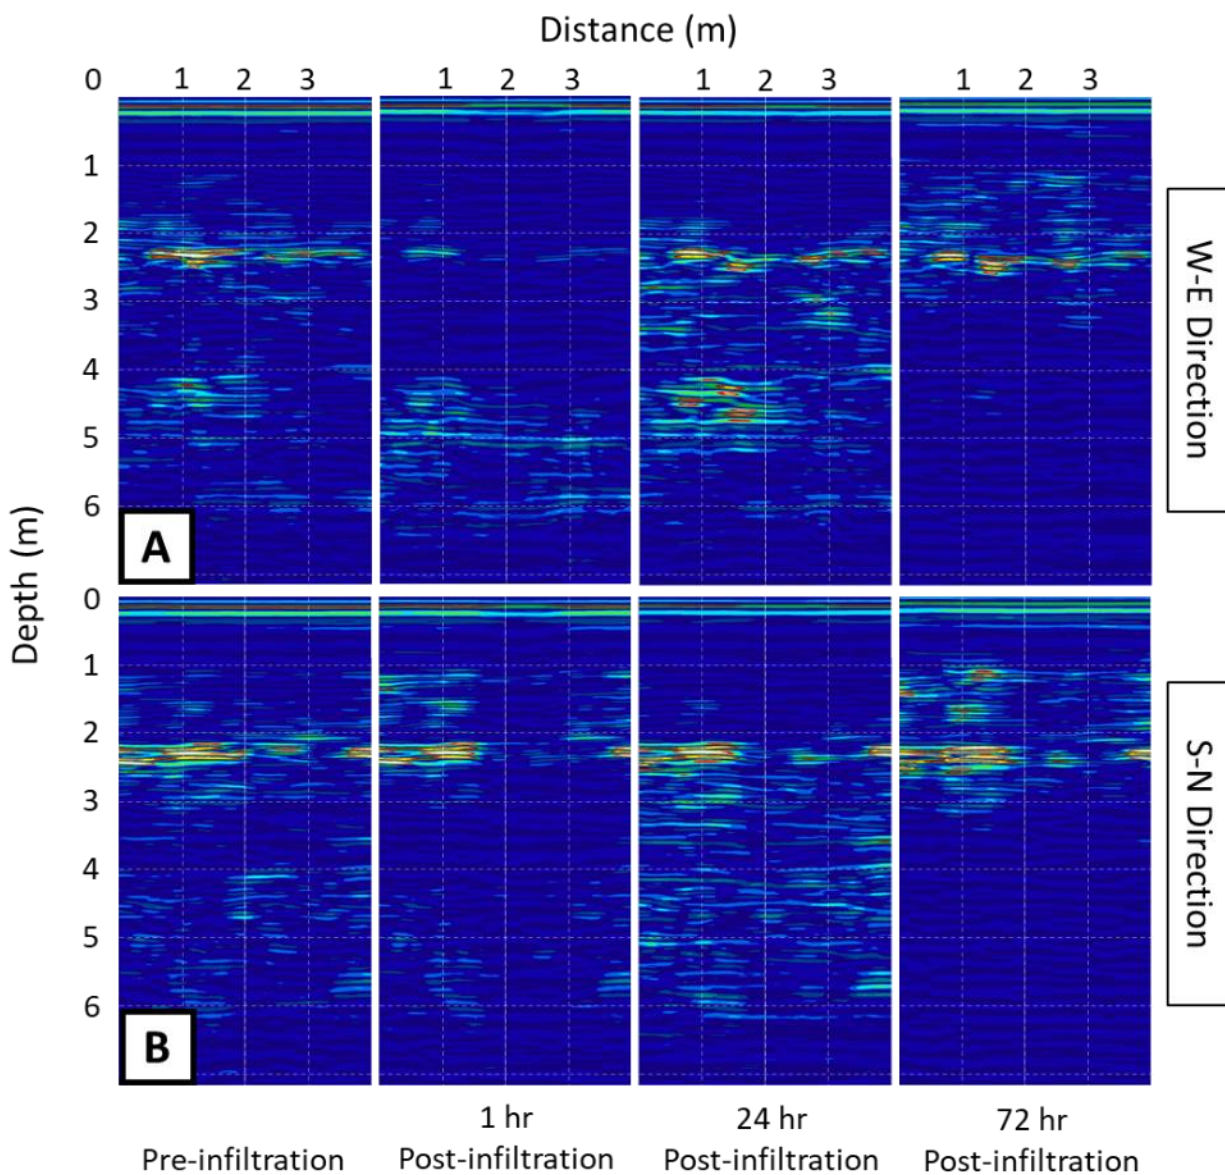 Distance (m)
0 1 2 3 1 2 3 1 2 3 1 2 3
1
2
3
4
5
6
A
W-E Direction
Depth (m)
0
1
2
3
4
5
6
B
S-N Direction
1 hr 24 hr 72 hr
Pre-infiltration Post-infiltration Post-infiltration Post-infiltration